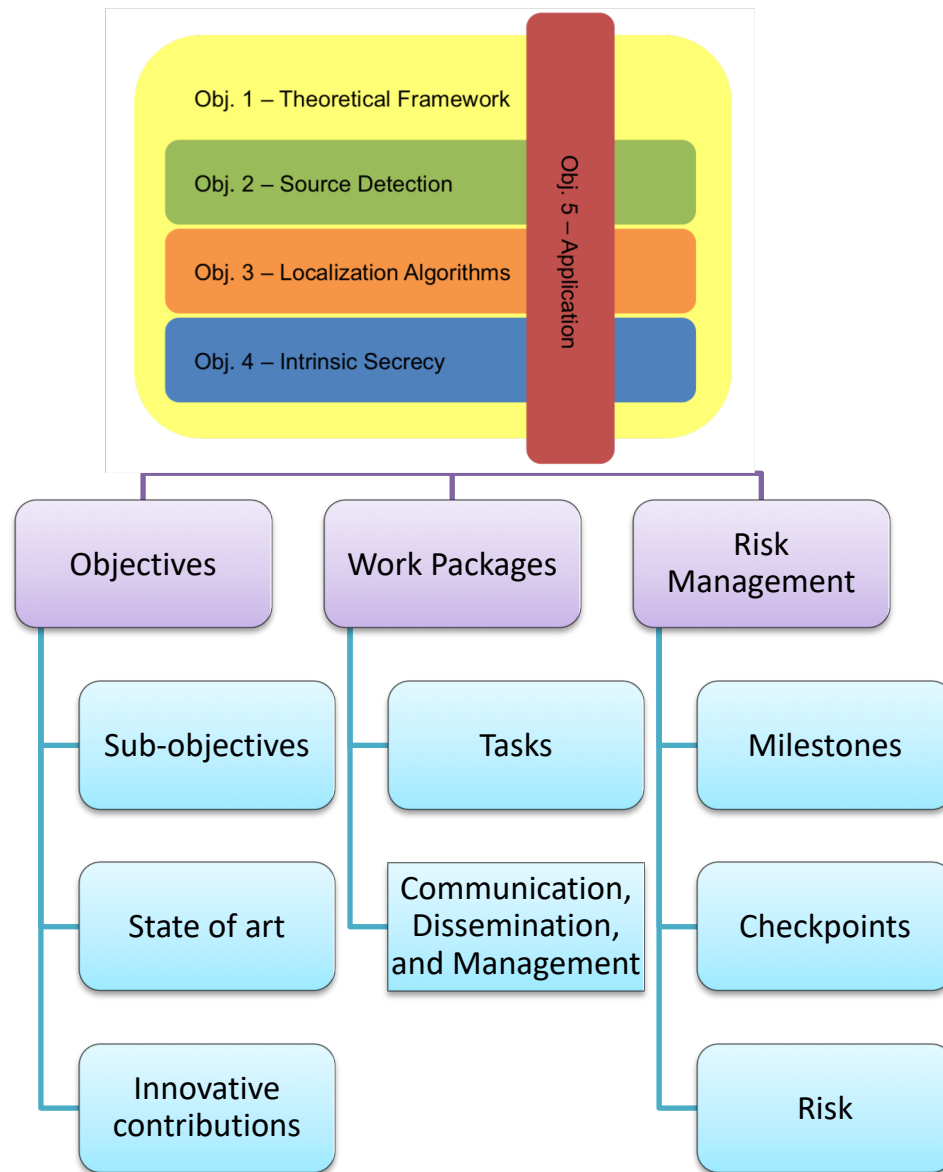 Obj. 1 – Theoretical Framework
Obj. 2 – Source Detection
Obj. 3 – Localization Algorithms
Obj. 4 – Intrinsic Secrecy
Obj. 5 – Application
Objectives
Work Packages
Risk
Management
Sub-objectives
Tasks
Milestones
State of art
Communication,
Dissemination,
and Management
Checkpoints
Innovative
contributions
Risk